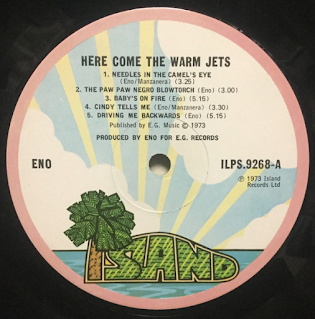 HERE COME THE WARM JETS
1. NEEDLES IN THE CAMEL'S EYE
(Eno/Manzanera) (3.25)
2. THE PAW PAW NEGRO BLOWTORCH (Eno) (3.00)
3. BABY'S ON FIRE (Eno) (5.15)
4. CINDY TELLS ME (Eno/Manzanera) (3.30)
5. DRIVING ME BACKWARDS (Eno) (5.15)
Published by E.G. Music © 1973
PRODUCED BY ENO FOR E.G. RECORDS
ENO
ILPS.9268-A
℗ 1973 Island
Records Ltd
ISLAND